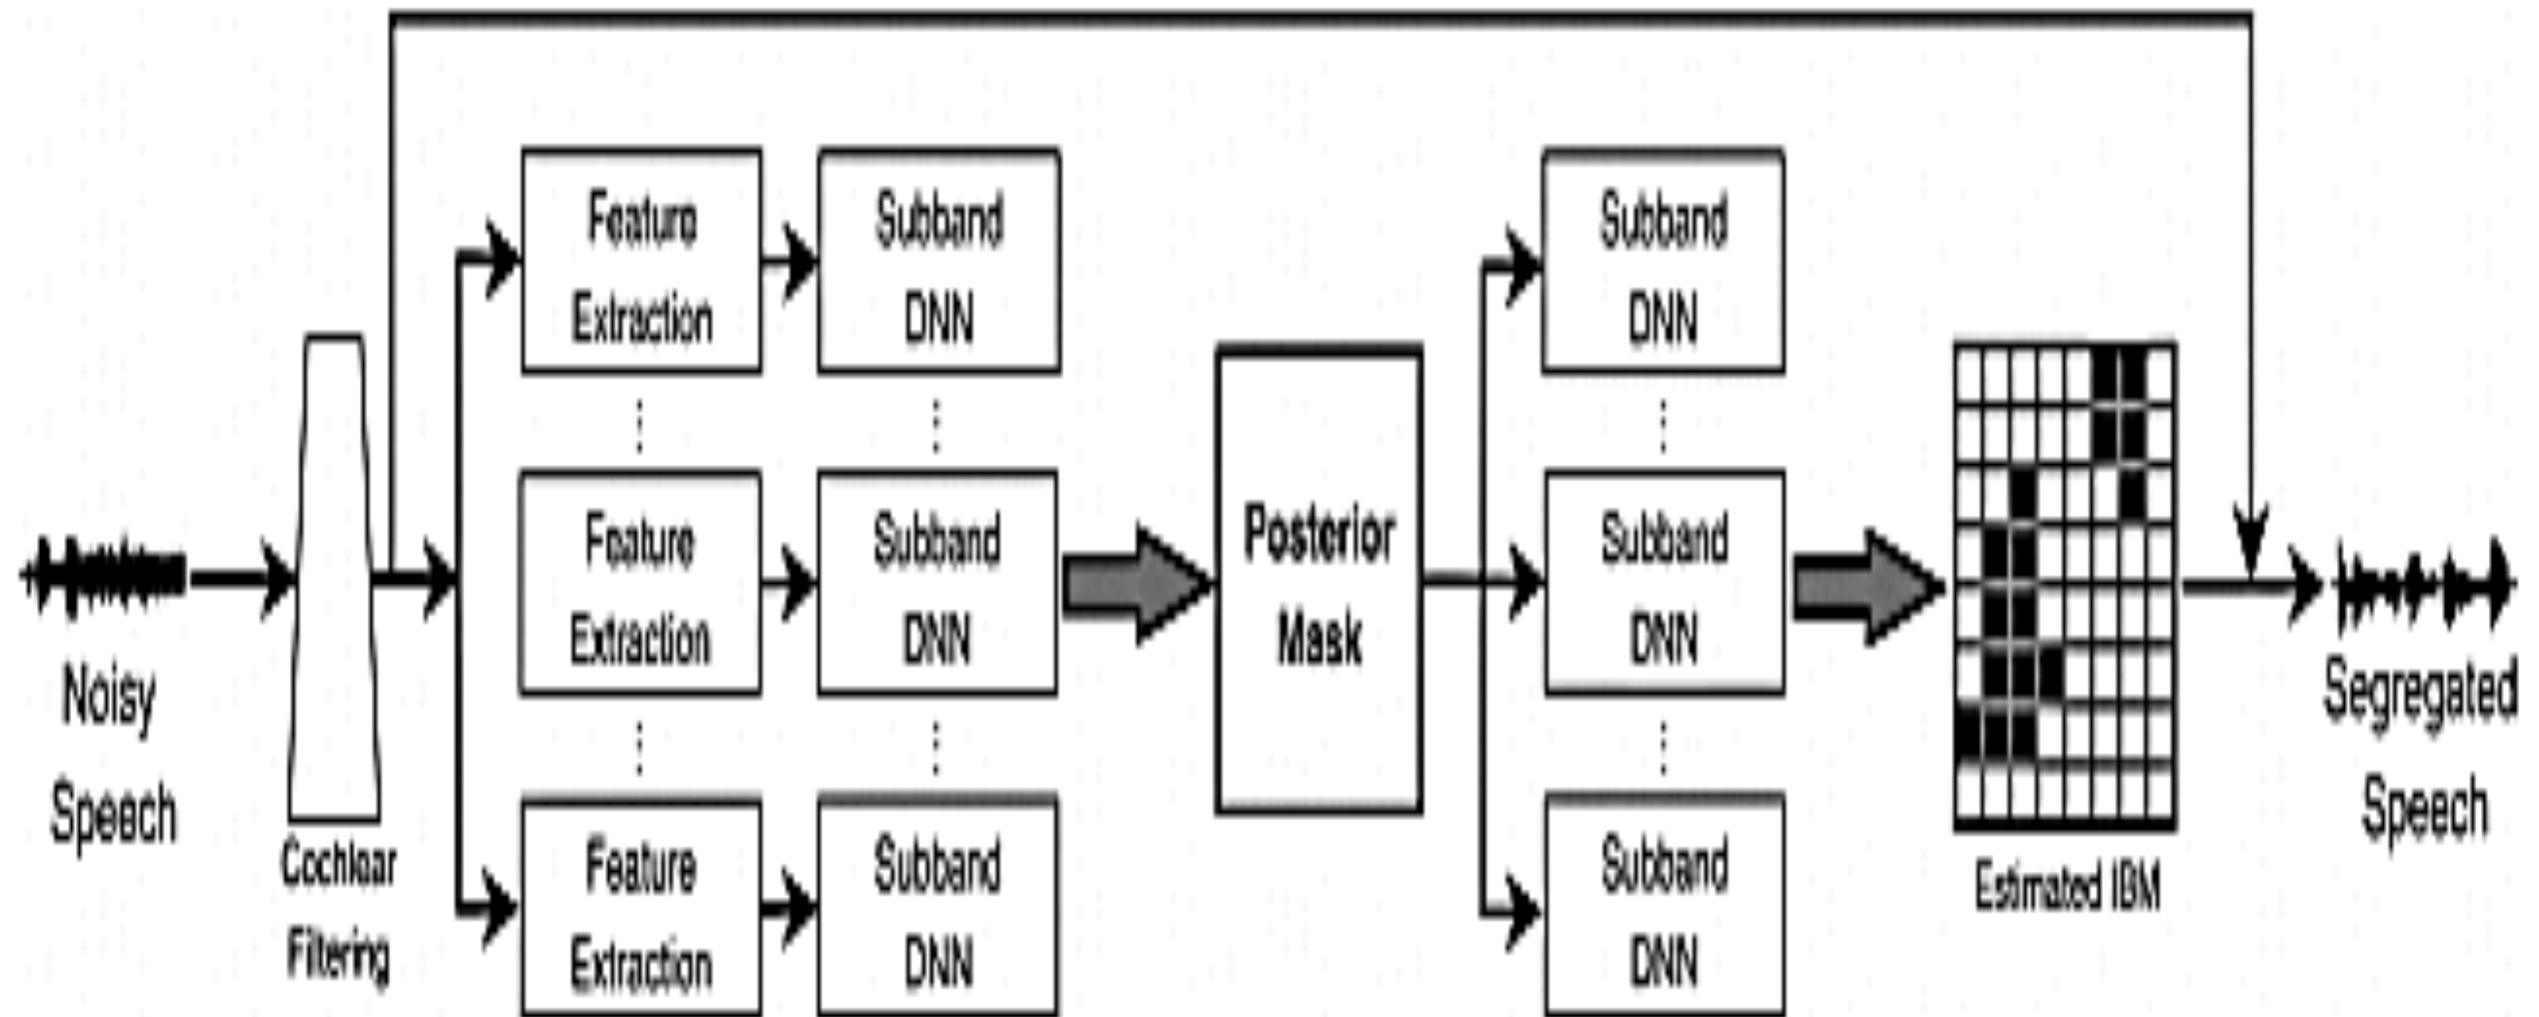 Noisy
Speech
Cochlear
Filtering
Feature
Extraction
Subband
DNN
Feature
Extraction
Subband
DNN
Feature
Extraction
Subband
DNN
Posterior
Mask
Subband
DNN
Subband
DNN
Subband
DNN
Estimated IBM
Segregated
Speech